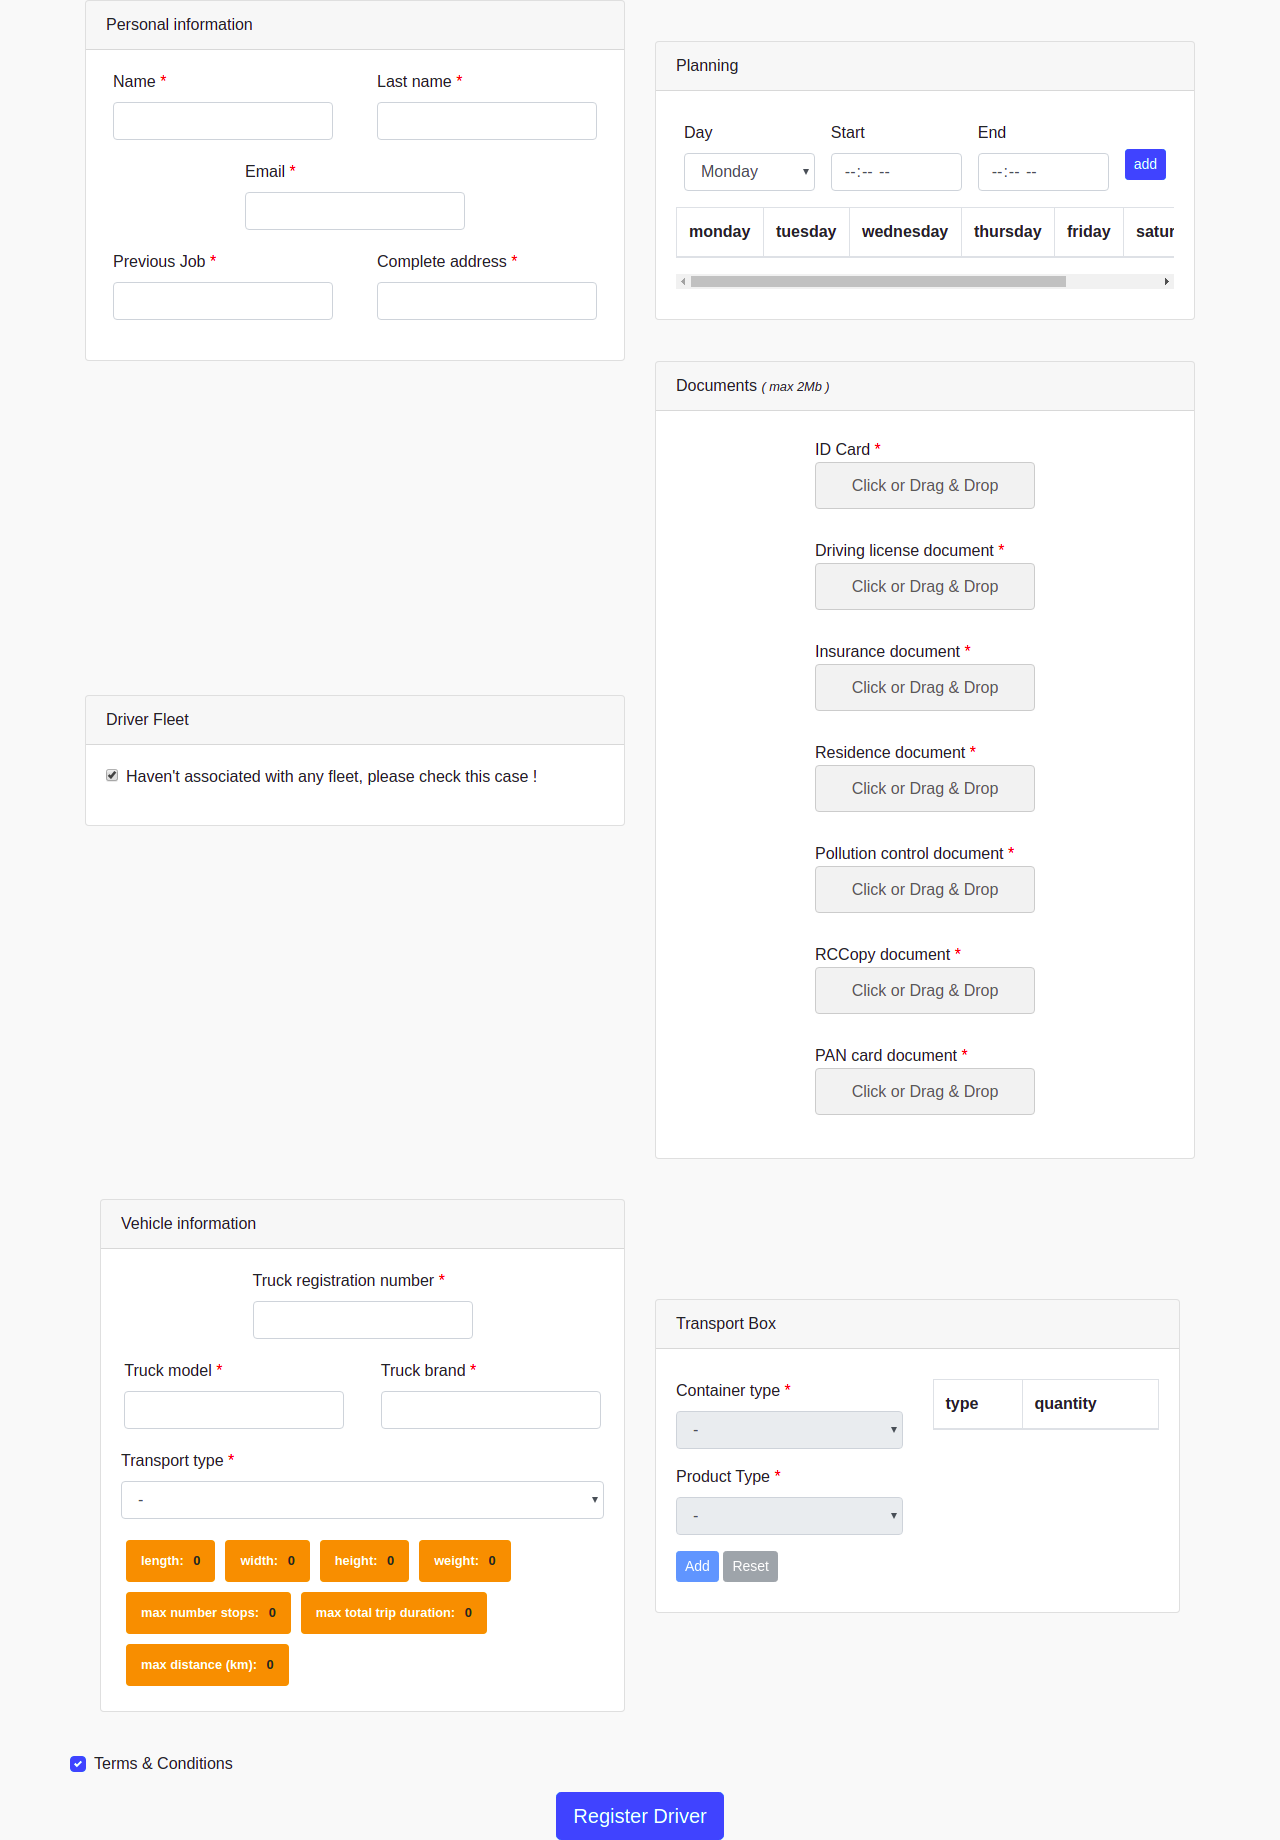 Personal information
Name *
Last name *
Email *
Previous Job *
Complete address *
Planning
Day
Start
End
Monday
--:-- --
--:-- --
add
monday tuesday wednesday thursday friday satur
Documents ( max 2Mb )
ID Card *
Click or Drag & Drop
Driving license document *
Click or Drag & Drop
Insurance document *
Click or Drag & Drop
Residence document *
Click or Drag & Drop
Pollution control document *
Click or Drag & Drop
RCCopy document *
Click or Drag & Drop
PAN card document *
Click or Drag & Drop
Driver Fleet
Haven't associated with any fleet, please check this case !
Vehicle information
Truck registration number *
Truck model *
Truck brand *
Transport type *
-
length: 0
width: 0
height: 0
weight: 0
max number stops: 0
max total trip duration: 0
max distance (km): 0
Transport Box
Container type *
-
Product Type *
-
Add
Reset
type quantity
Terms & Conditions
Register Driver